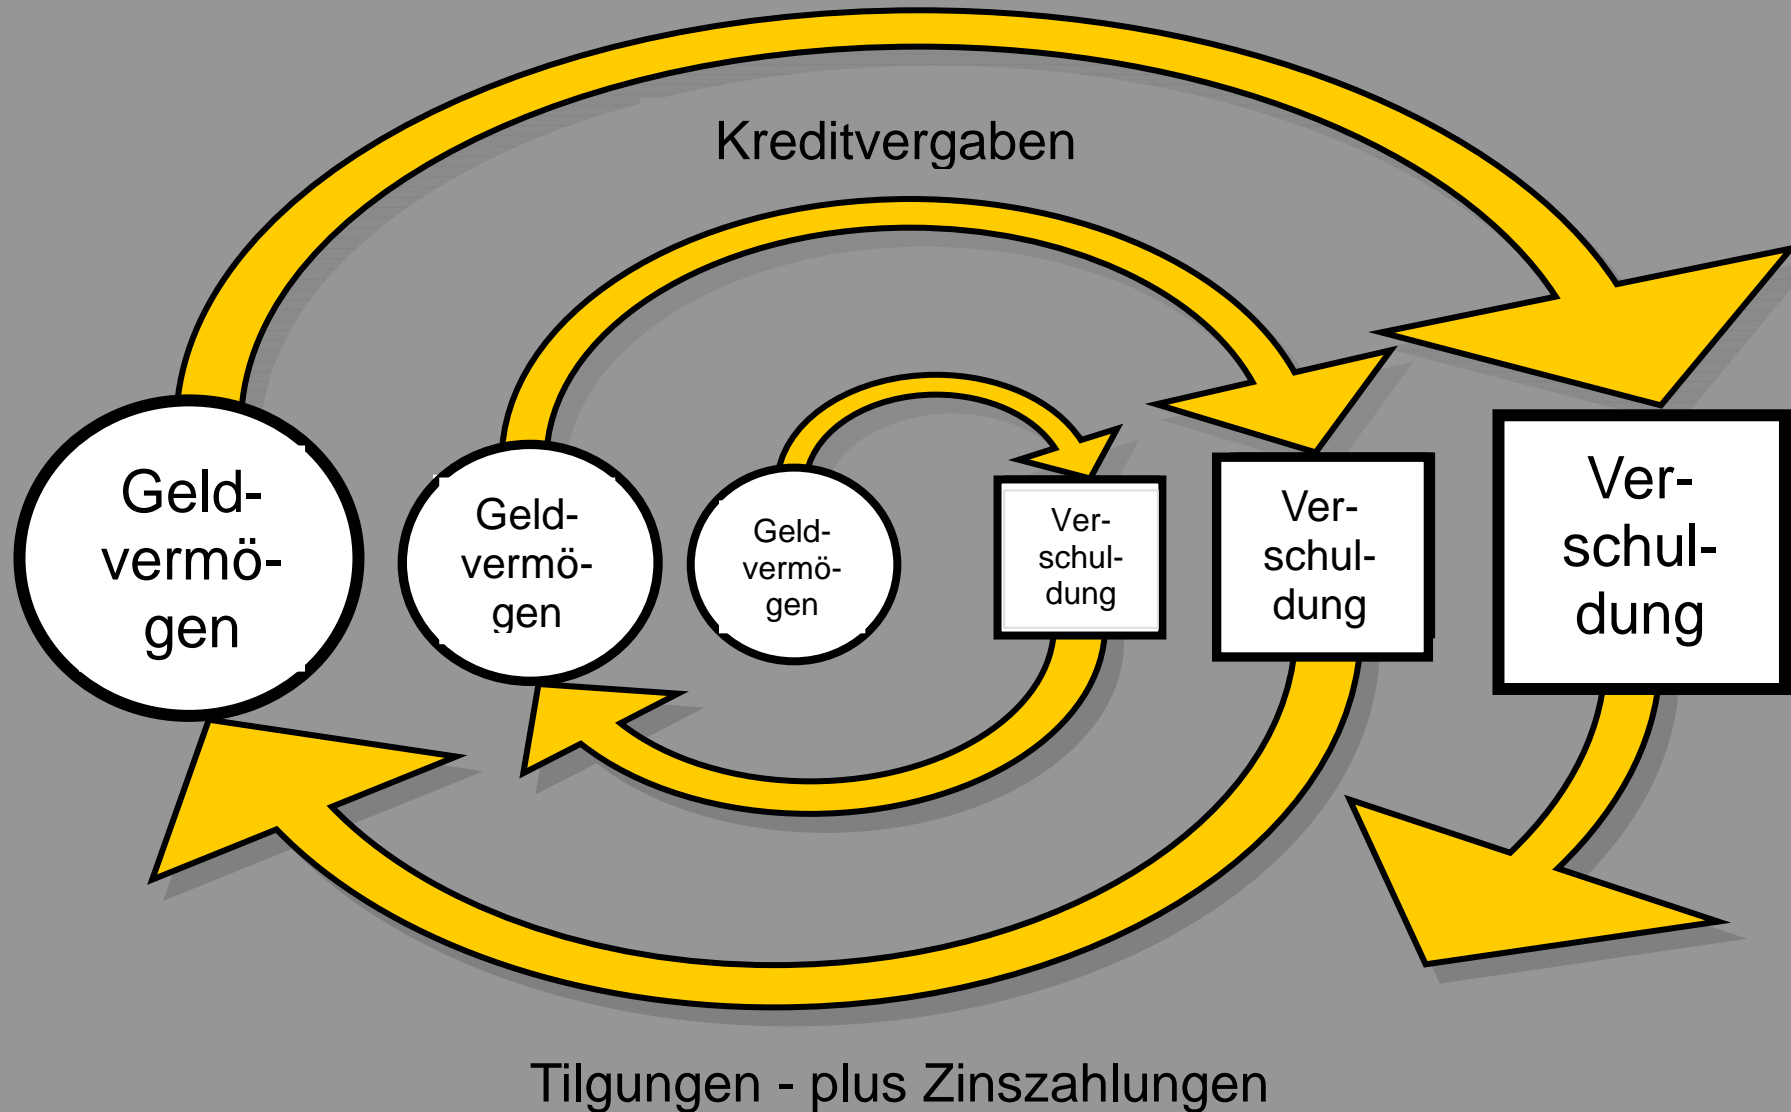 Kreditvergaben
Geld-
vermö-
gen
Geld-
vermö-
gen
Geld-
vermö-
gen
Ver-
schul-
dung
Ver-
schul-
dung
Ver-
schul-
dung
Tilgungen - plus Zinszahlungen